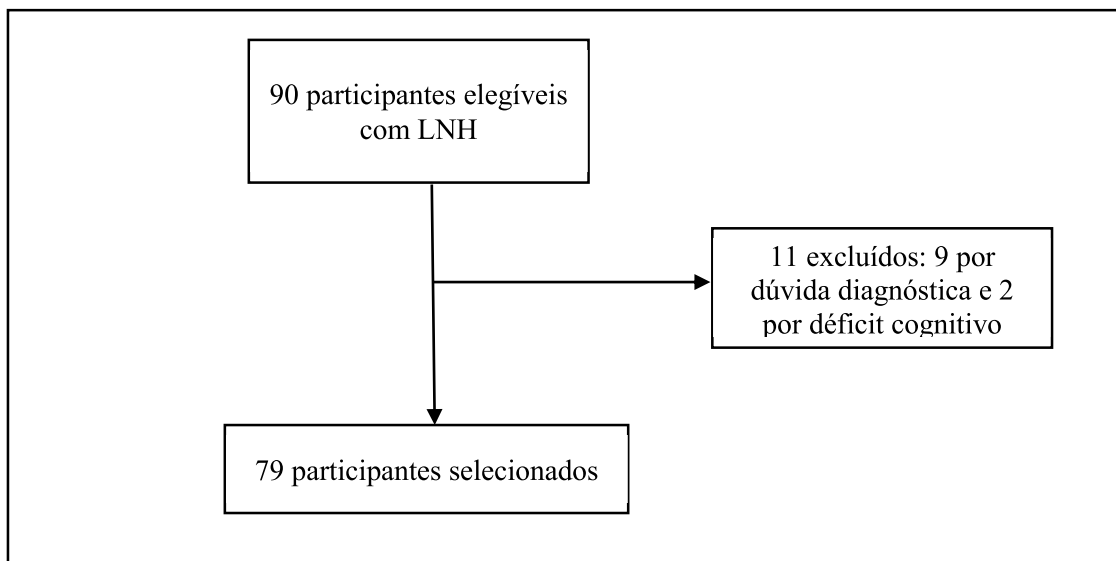 90 participantes elegíveis
com LNH
11 excluídos: 9 por
dúvida diagnóstica e 2
por déficit cognitivo
79 participantes selecionados